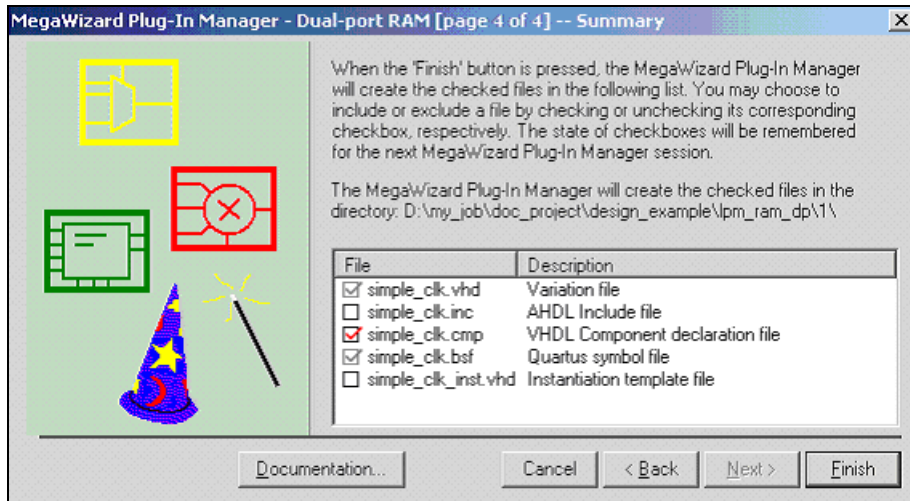 MegaWizard Plug-In Manager - Dual-port RAM [page 4 of 4] -- Summary
When the 'Finish' button is pressed, the MegaWizard Plug-In Manager
will create the checked files in the following list. You may choose to
include or exclude a file by checking or unchecking its corresponding
checkbox, respectively. The state of checkboxes will be remembered
for the next MegaWizard Plug-In Manager session.
The MegaWizard Plug-In Manager will create the checked files in the
directory: D:\my_job\doc_project\design_example\lpm_ram_dp\1\
File Description
simple_clk.vhd Variation file
simple_clk.inc AHDL Include file
simple_clk.cmp VHDL Component declaration file
simple_clk.bsf Quartus symbol file
simple_clk_inst.vhd Instantiation template file
Documentation... Cancel < Back Next > Finish